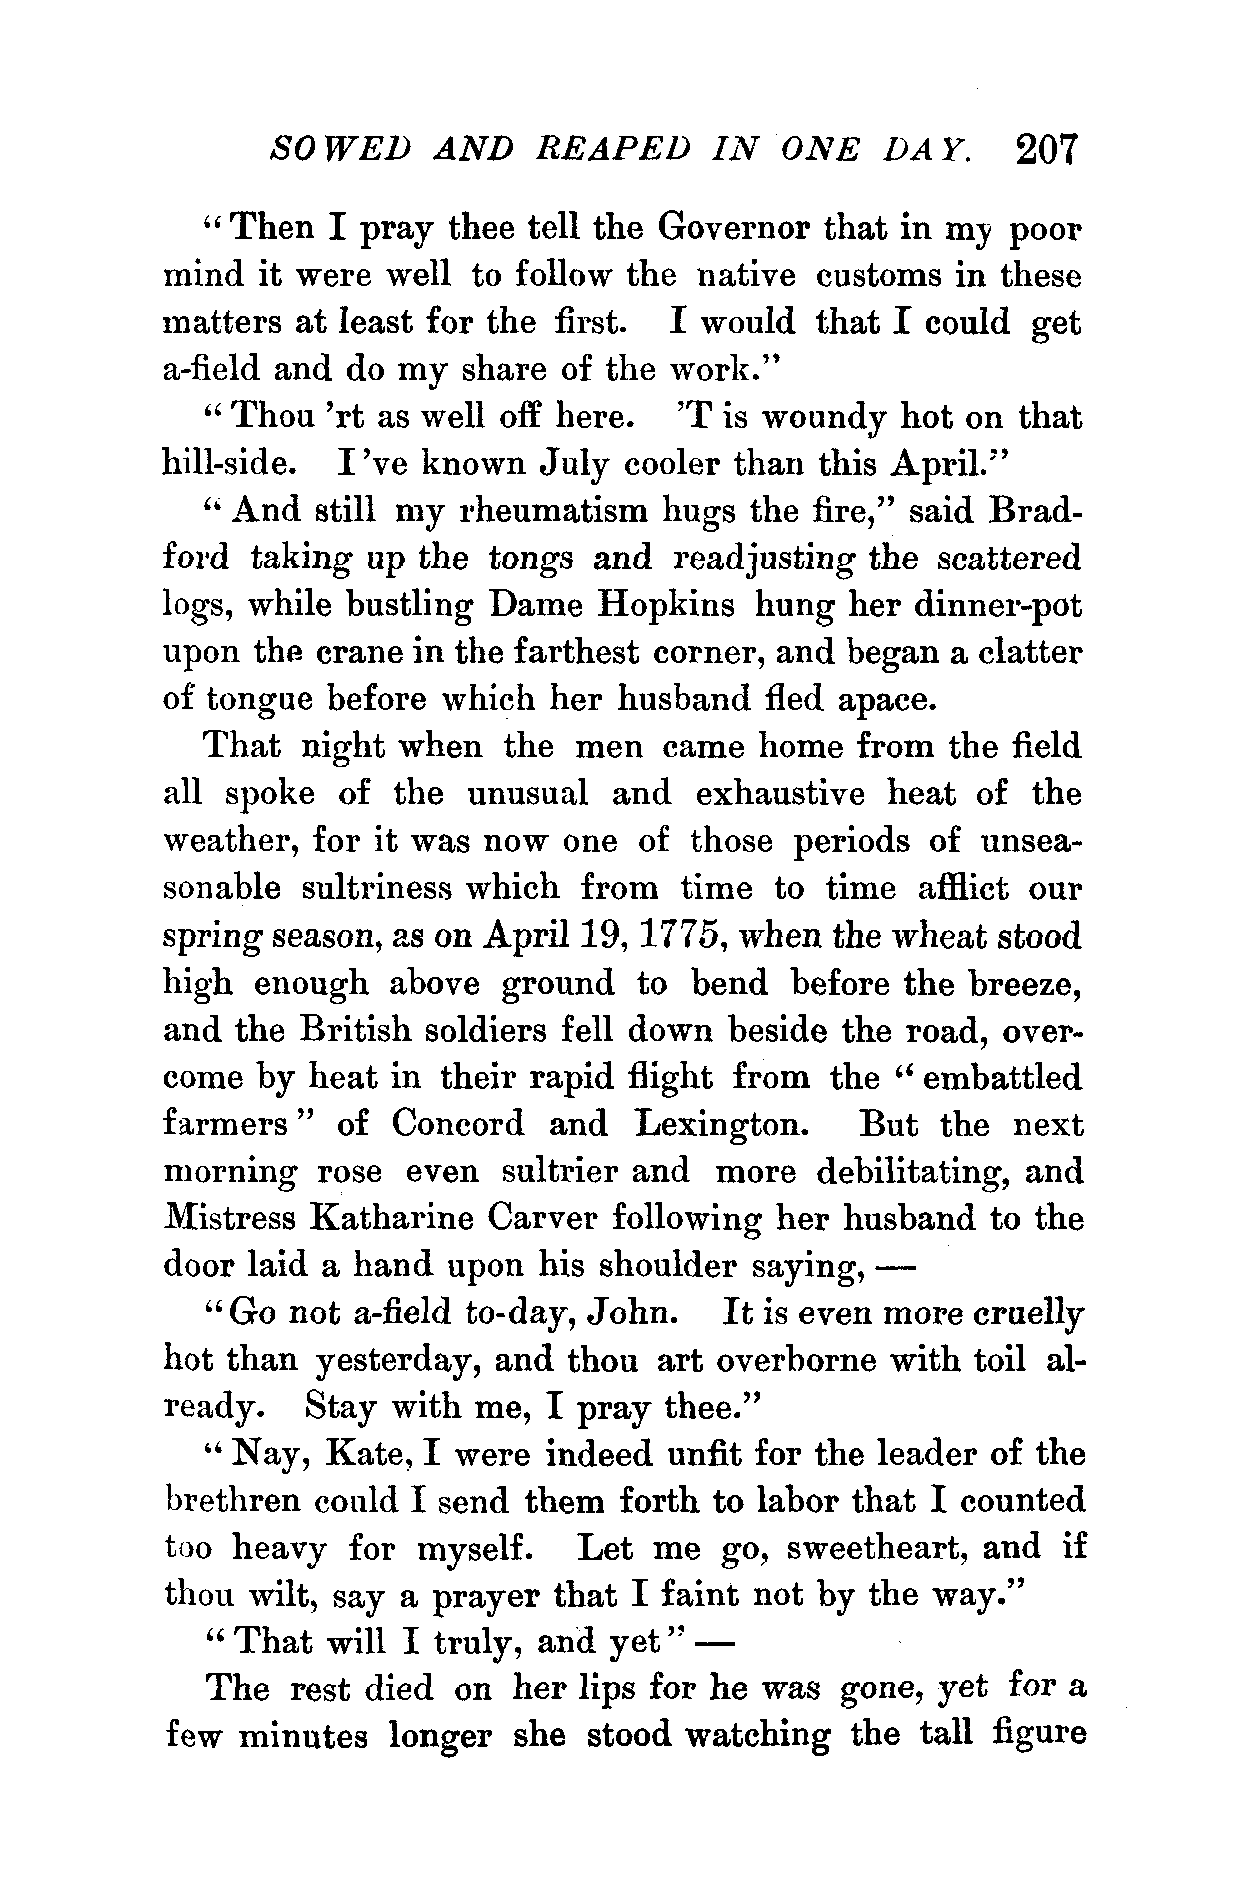 SOWED AND REAPED IN ONE DAY. 207
“Then I pray thee tell the Governor that in my poor
mind it were well to follow the native customs in these
matters at least for the first. I would that I could get
a-field and do my share of the work.”
“Thou 'rt as well off here. 'T is woundy hot on that
hill-side. I 've known July cooler than this April.”
“And still my rheumatism hugs the fire,” said Brad-
ford taking up the tongs and readjusting the scattered
logs, while bustling Dame Hopkins hung her dinner-pot
upon the crane in the farthest corner, and began a clatter
of tongue before which her husband fled apace.
That night when the men came home from the field
all spoke of the unusual and exhaustive heat of the
weather, for it was now one of those periods of unsea-
sonable sultriness which from time to time afflict our
spring season, as on April 19, 1775, when the wheat stood
high enough above ground to bend before the breeze,
and the British soldiers fell down beside the road, over-
come by heat in their rapid flight from the “embattled
farmers” of Concord and Lexington. But the next
morning rose even sultrier and more debilitating, and
Mistress Katharine Carver following her husband to the
door laid a hand upon his shoulder saying, —
“Go not a-field to-day, John. It is even more cruelly
hot than yesterday, and thou art overborne with toil al-
ready. Stay with me, I pray thee.”
“Nay, Kate, I were indeed unfit for the leader of the
brethren could I send them forth to labor that I counted
too heavy for myself. Let me go, sweetheart, and if
thou wilt, say a prayer that I faint not by the way.”
“That will I truly, and yet” —
The rest died on her lips for he was gone, yet for a
few minutes longer she stood watching the tall figure